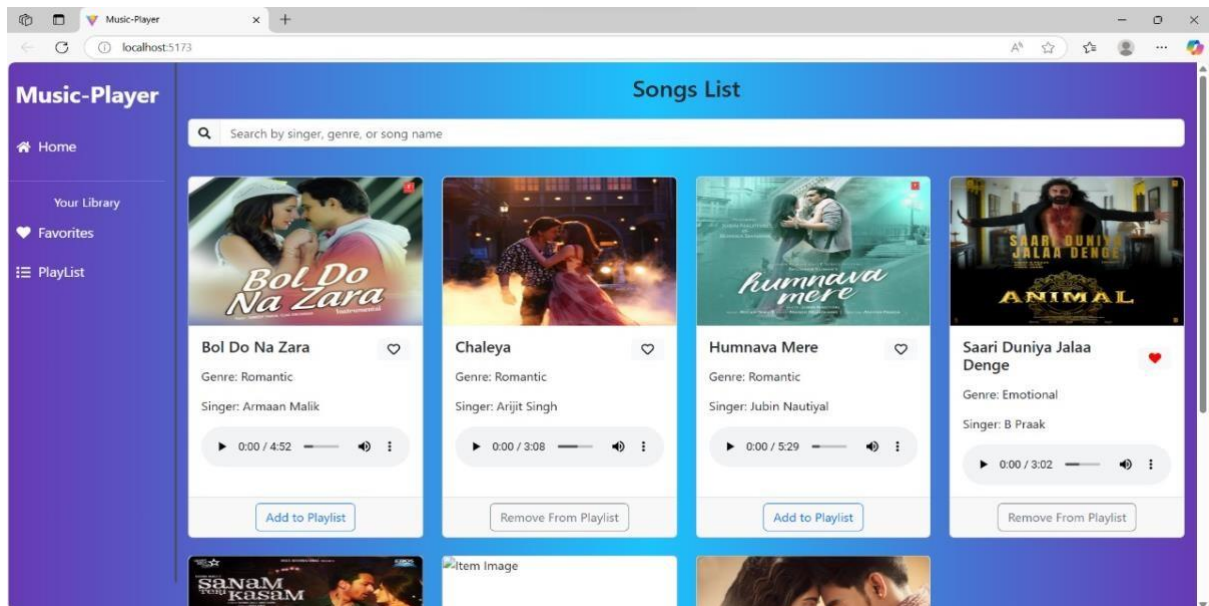 Music-Player
localhost:5173
Music-Player
Home
Your Library
Favorites
PlayList
Songs List
Search by singer, genre, or song name
Bol Do
Na Zara
Instrumental
humnava
mere
SAARI DUNIYA
JALAA DENGE
ANIMAL
Bol Do Na Zara
Genre: Romantic
Singer: Armaan Malik
0:00 / 4:52
Add to Playlist
Chaleya
Genre: Romantic
Singer: Arijit Singh
0:00 / 3:08
Remove From Playlist
Humnava Mere
Genre: Romantic
Singer: Jubin Nautiyal
0:00 / 5:29
Add to Playlist
Saari Duniya Jalaa
Denge
Genre: Emotional
Singer: B Praak
0:00 / 3:02
Remove From Playlist
SANAM
TERI KASAM
Item Image